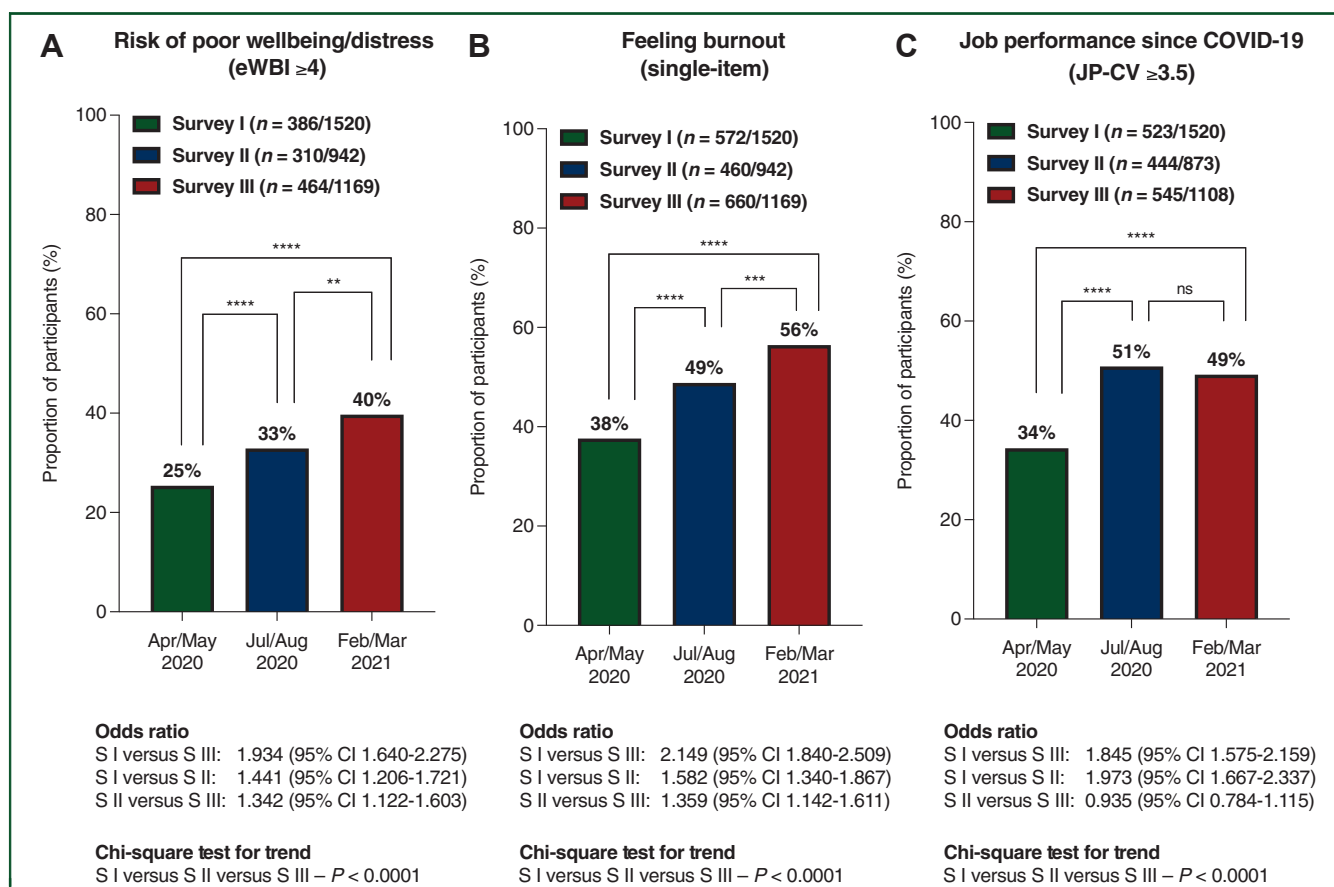 A
Risk of poor wellbeing/distress
(eWBI ≥4)
100
80
60
40
20
0
Proportion of participants (%)
Survey I (n = 386/1520)
Survey II (n = 310/942)
Survey III (n = 464/1169)
****
****
**
25%
33%
40%
Apr/May
2020
Jul/Aug
2020
Feb/Mar
2021
Odds ratio
S I versus S III: 1.934 (95% CI 1.640-2.275)
S I versus S II: 1.441 (95% CI 1.206-1.721)
S II versus S III: 1.342 (95% CI 1.122-1.603)
Chi-square test for trend
S I versus S II versus S III – P < 0.0001
B
Feeling burnout
(single-item)
100
80
60
40
20
0
Proportion of participants (%)
Survey I (n = 572/1520)
Survey II (n = 460/942)
Survey III (n = 660/1169)
****
****
***
38%
49%
56%
Apr/May
2020
Jul/Aug
2020
Feb/Mar
2021
Odds ratio
S I versus S III: 2.149 (95% CI 1.840-2.509)
S I versus S II: 1.582 (95% CI 1.340-1.867)
S II versus S III: 1.359 (95% CI 1.142-1.611)
Chi-square test for trend
S I versus S II versus S III – P < 0.0001
C
Job performance since COVID-19
(JP-CV ≥3.5)
100
80
60
40
20
0
Proportion of participants (%)
Survey I (n = 523/1520)
Survey II (n = 444/873)
Survey III (n = 545/1108)
****
****
ns
34%
51%
49%
Apr/May
2020
Jul/Aug
2020
Feb/Mar
2021
Odds ratio
S I versus S III: 1.845 (95% CI 1.575-2.159)
S I versus S II: 1.973 (95% CI 1.667-2.337)
S II versus S III: 0.935 (95% CI 0.784-1.115)
Chi-square test for trend
S I versus S II versus S III – P < 0.0001